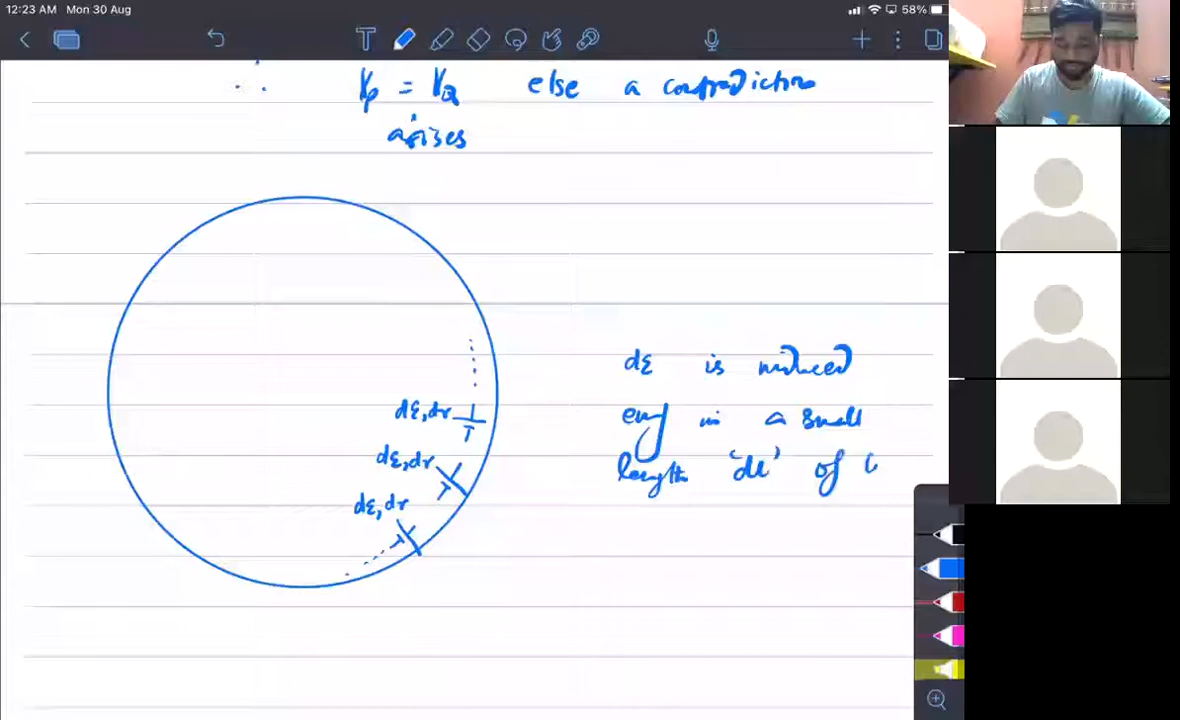 12:23 AM Mon 30 Aug
58%
∴ V_P = V_Q else a contradiction
arises
dε, dr
dε, dr
dε, dr
dε is induced
emf in a small
length 'dl' of